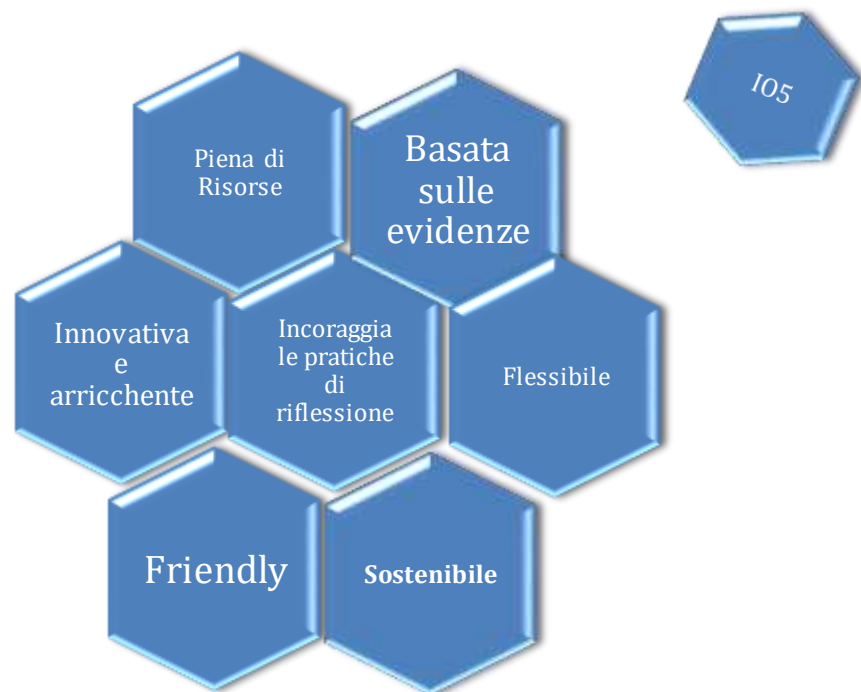 IO5
Piena di
Risorse
Basata
sulle
evidenze
Innovativa
e
arricchente
Incoraggia
le pratiche
di
riflessione
Flessibile
Friendly
Sostenibile